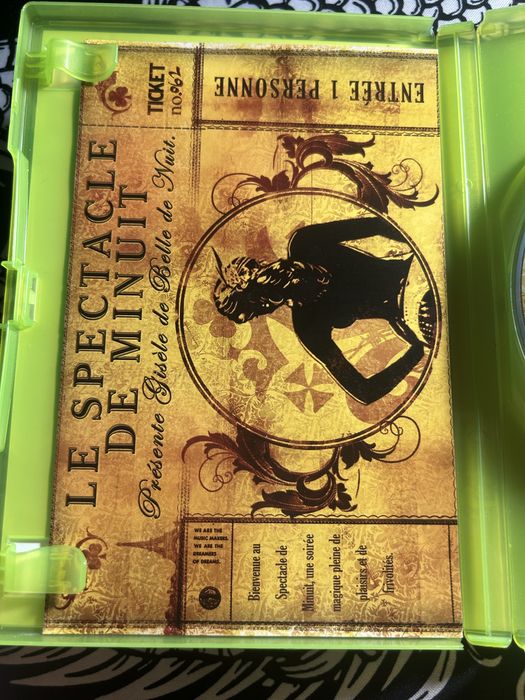 LE SPECTACLE
DE MINUIT
Présente Gisèle de Belle de Nuit.
WE ARE THE
MUSIC MAKERS.
WE ARE THE
DREAMERS
OF DREAMS.
Bienvenue au
Spectacle de
Minuit, une soirée
magique pleine de
plaisirs et de
frivolités.
TICKET
no.062
ENTRÉE 1 PERSONNE